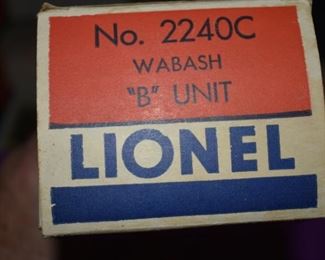 No. 2240C
WABASH
"B" UNIT
LIONEL